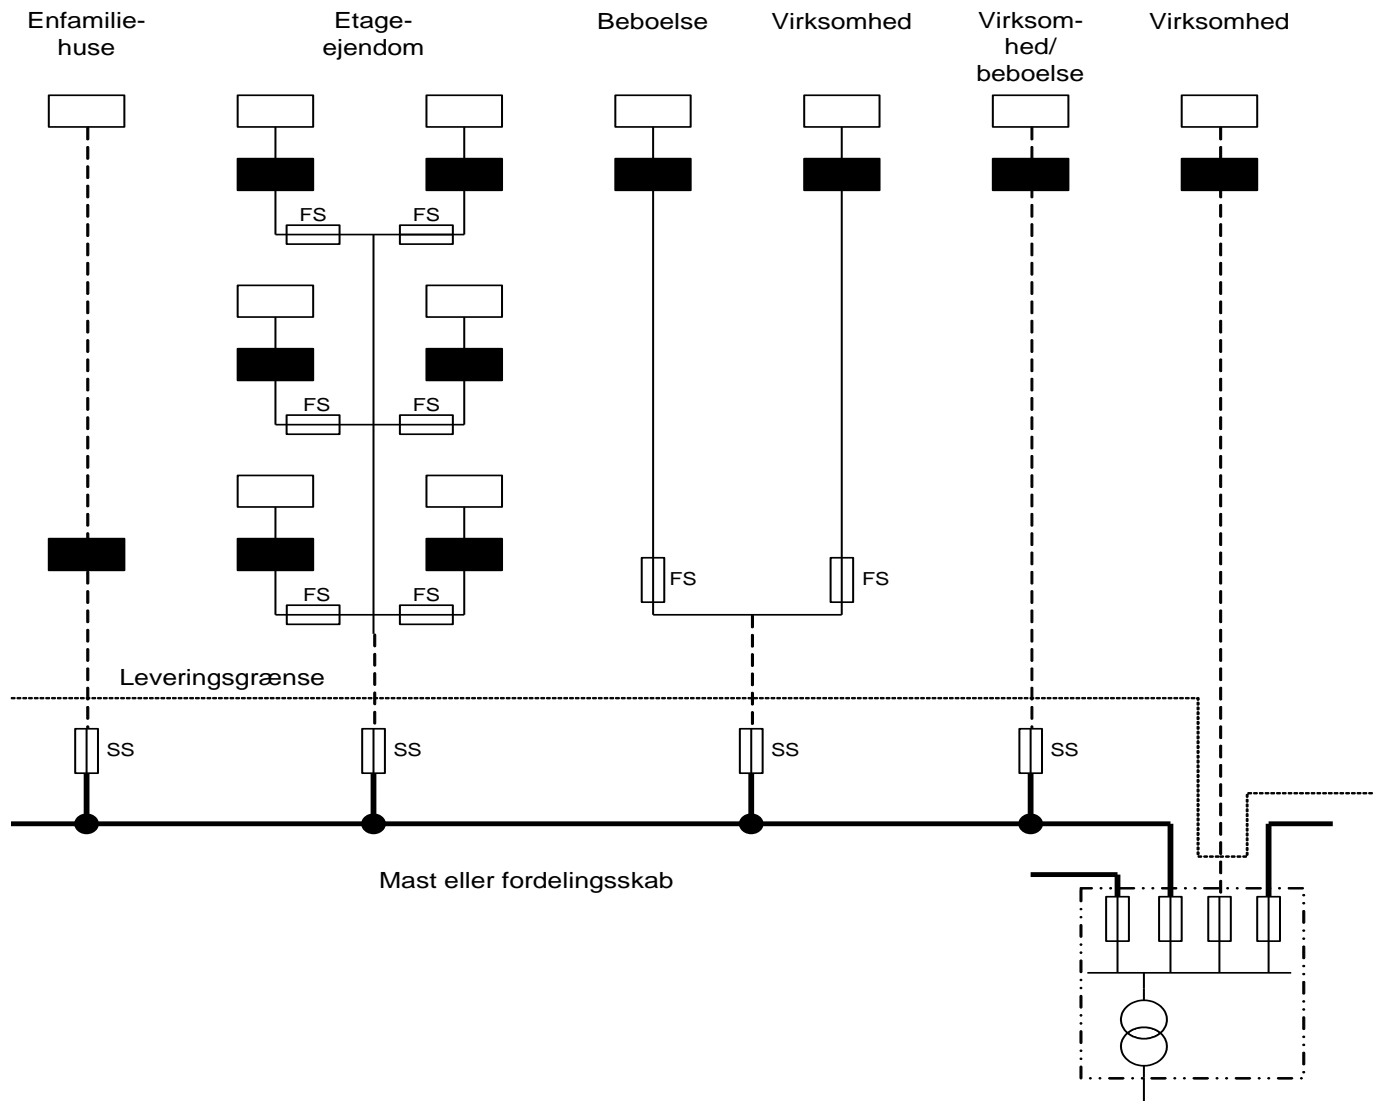 Enfamilie-
huse
Etage-
ejendom
Beboelse
Virksomhed
Virksom-
hed/
beboelse
Virksomhed
FS
FS
FS
FS
FS
FS
FS
FS
Leveringsgrænse
SS
SS
SS
SS
Mast eller fordelingsskab